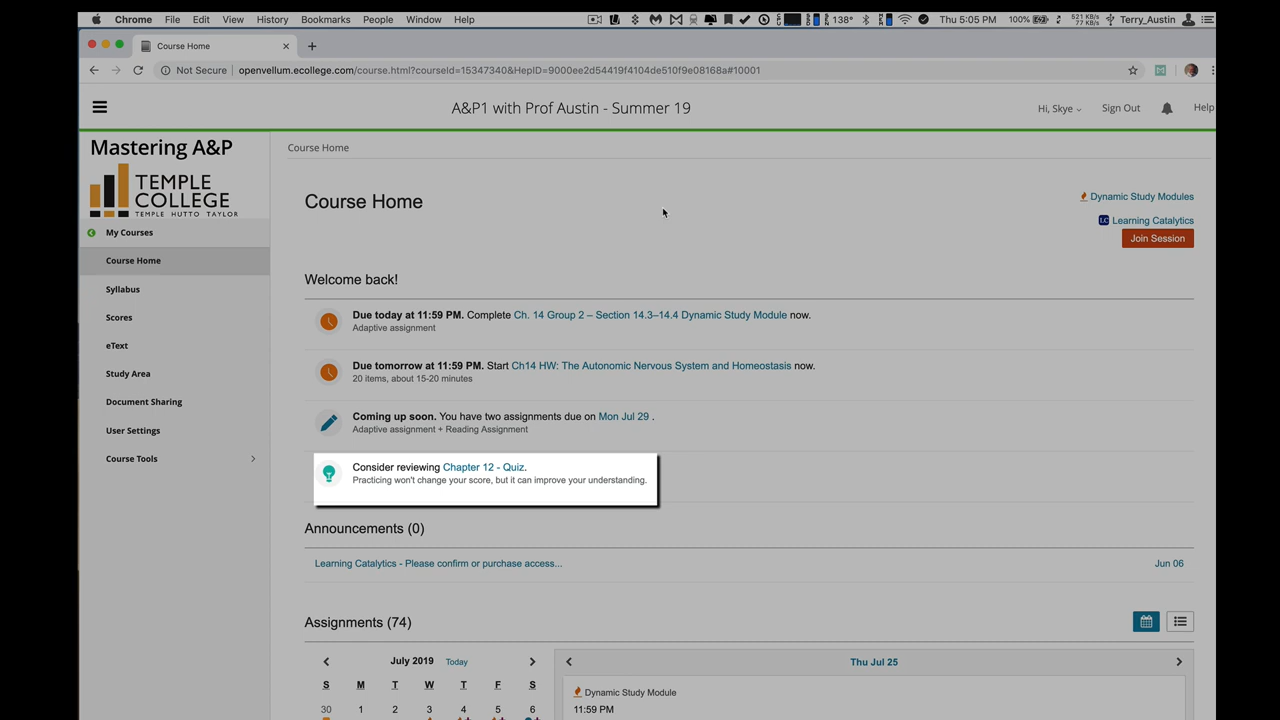 Chrome File Edit View History Bookmarks People Window Help
138° Thu 5:05 PM 100% 521 KB/s 77 KB/s Terry_Austin
Course Home
Not Secure openvellum.ecollege.com/course.html?courseId=15347340&HepID=9000ee2d54419f4104de510f9e08168a#10001
A&P1 with Prof Austin - Summer 19
Hi, Skye Sign Out Help
Mastering A&P
TEMPLE
COLLEGE
TEMPLE HUTTO TAYLOR
My Courses
Course Home
Syllabus
Scores
eText
Study Area
Document Sharing
User Settings
Course Tools
Course Home
Course Home
Dynamic Study Modules
LC Learning Catalytics
Join Session
Welcome back!
Due today at 11:59 PM. Complete Ch. 14 Group 2 – Section 14.3–14.4 Dynamic Study Module now.
Adaptive assignment
Due tomorrow at 11:59 PM. Start Ch14 HW: The Autonomic Nervous System and Homeostasis now.
20 items, about 15-20 minutes
Coming up soon. You have two assignments due on Mon Jul 29 .
Adaptive assignment + Reading Assignment
Consider reviewing Chapter 12 - Quiz.
Practicing won't change your score, but it can improve your understanding.
Announcements (0)
Learning Catalytics - Please confirm or purchase access... Jun 06
Assignments (74)
July 2019 Today
S M T W T F S
30 1 2 3 4 5 6
Thu Jul 25
Dynamic Study Module
11:59 PM